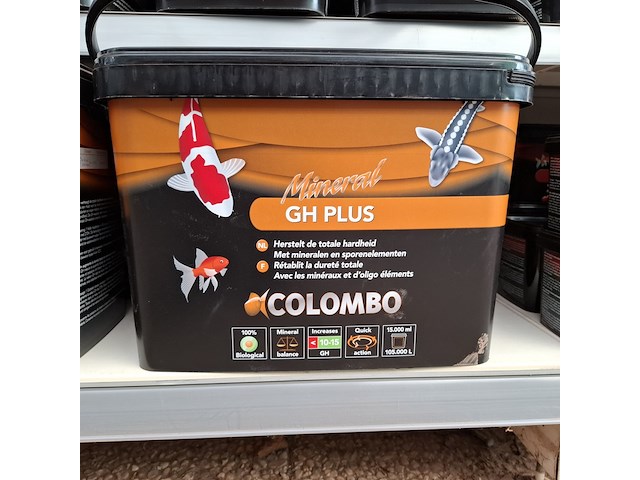 Mineral
GH PLUS
NL Herstelt de totale hardheid
Met mineralen en sporenelementen
F Rétablit la dureté totale
Avec les minéraux et d'oligo éléments
COLOMBO
100% Biological
Mineral balance
Increases < 10-15 GH
Quick action
15.000 ml 105.000 L